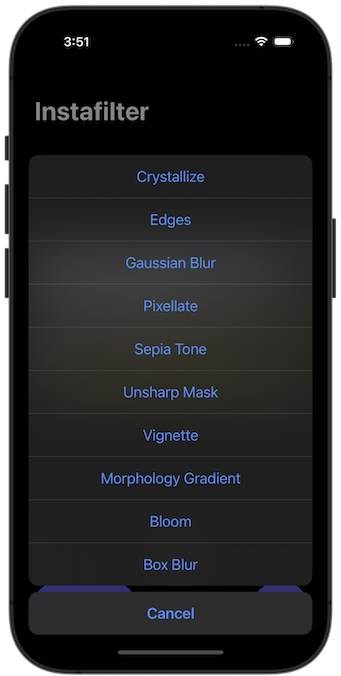 3:51
Instafilter
Crystallize
Edges
Gaussian Blur
Pixellate
Sepia Tone
Unsharp Mask
Vignette
Morphology Gradient
Bloom
Box Blur
Cancel